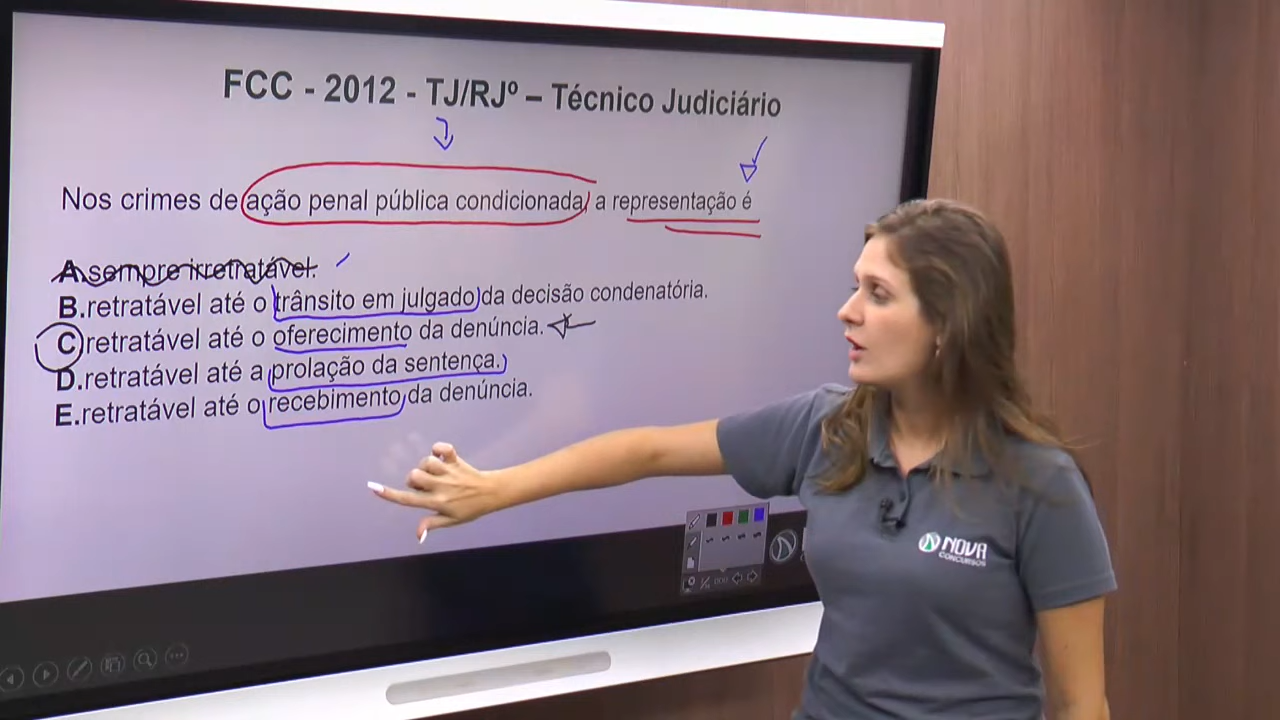 FCC - 2012 - TJ/RJº – Técnico Judiciário
Nos crimes de ação penal pública condicionada, a representação é
A.sempre irretratável.
B.retratável até o trânsito em julgado da decisão condenatória.
C.retratável até o oferecimento da denúncia.
D.retratável até a prolação da sentença.
E.retratável até o recebimento da denúncia.
NOVA
CONCURSOS